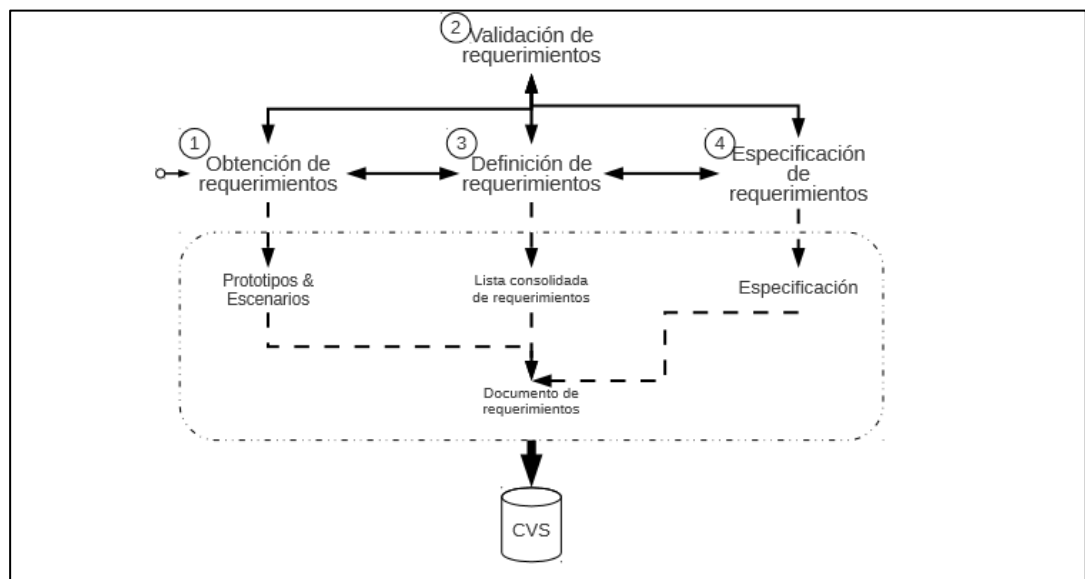 2
Validación de
requerimientos
1
Obtención de
requerimientos
3
Definición de
requerimientos
4
Especificación
de
requerimientos
Prototipos &
Escenarios
Lista consolidada
de requerimientos
Especificación
Documento de
requerimientos
CVS